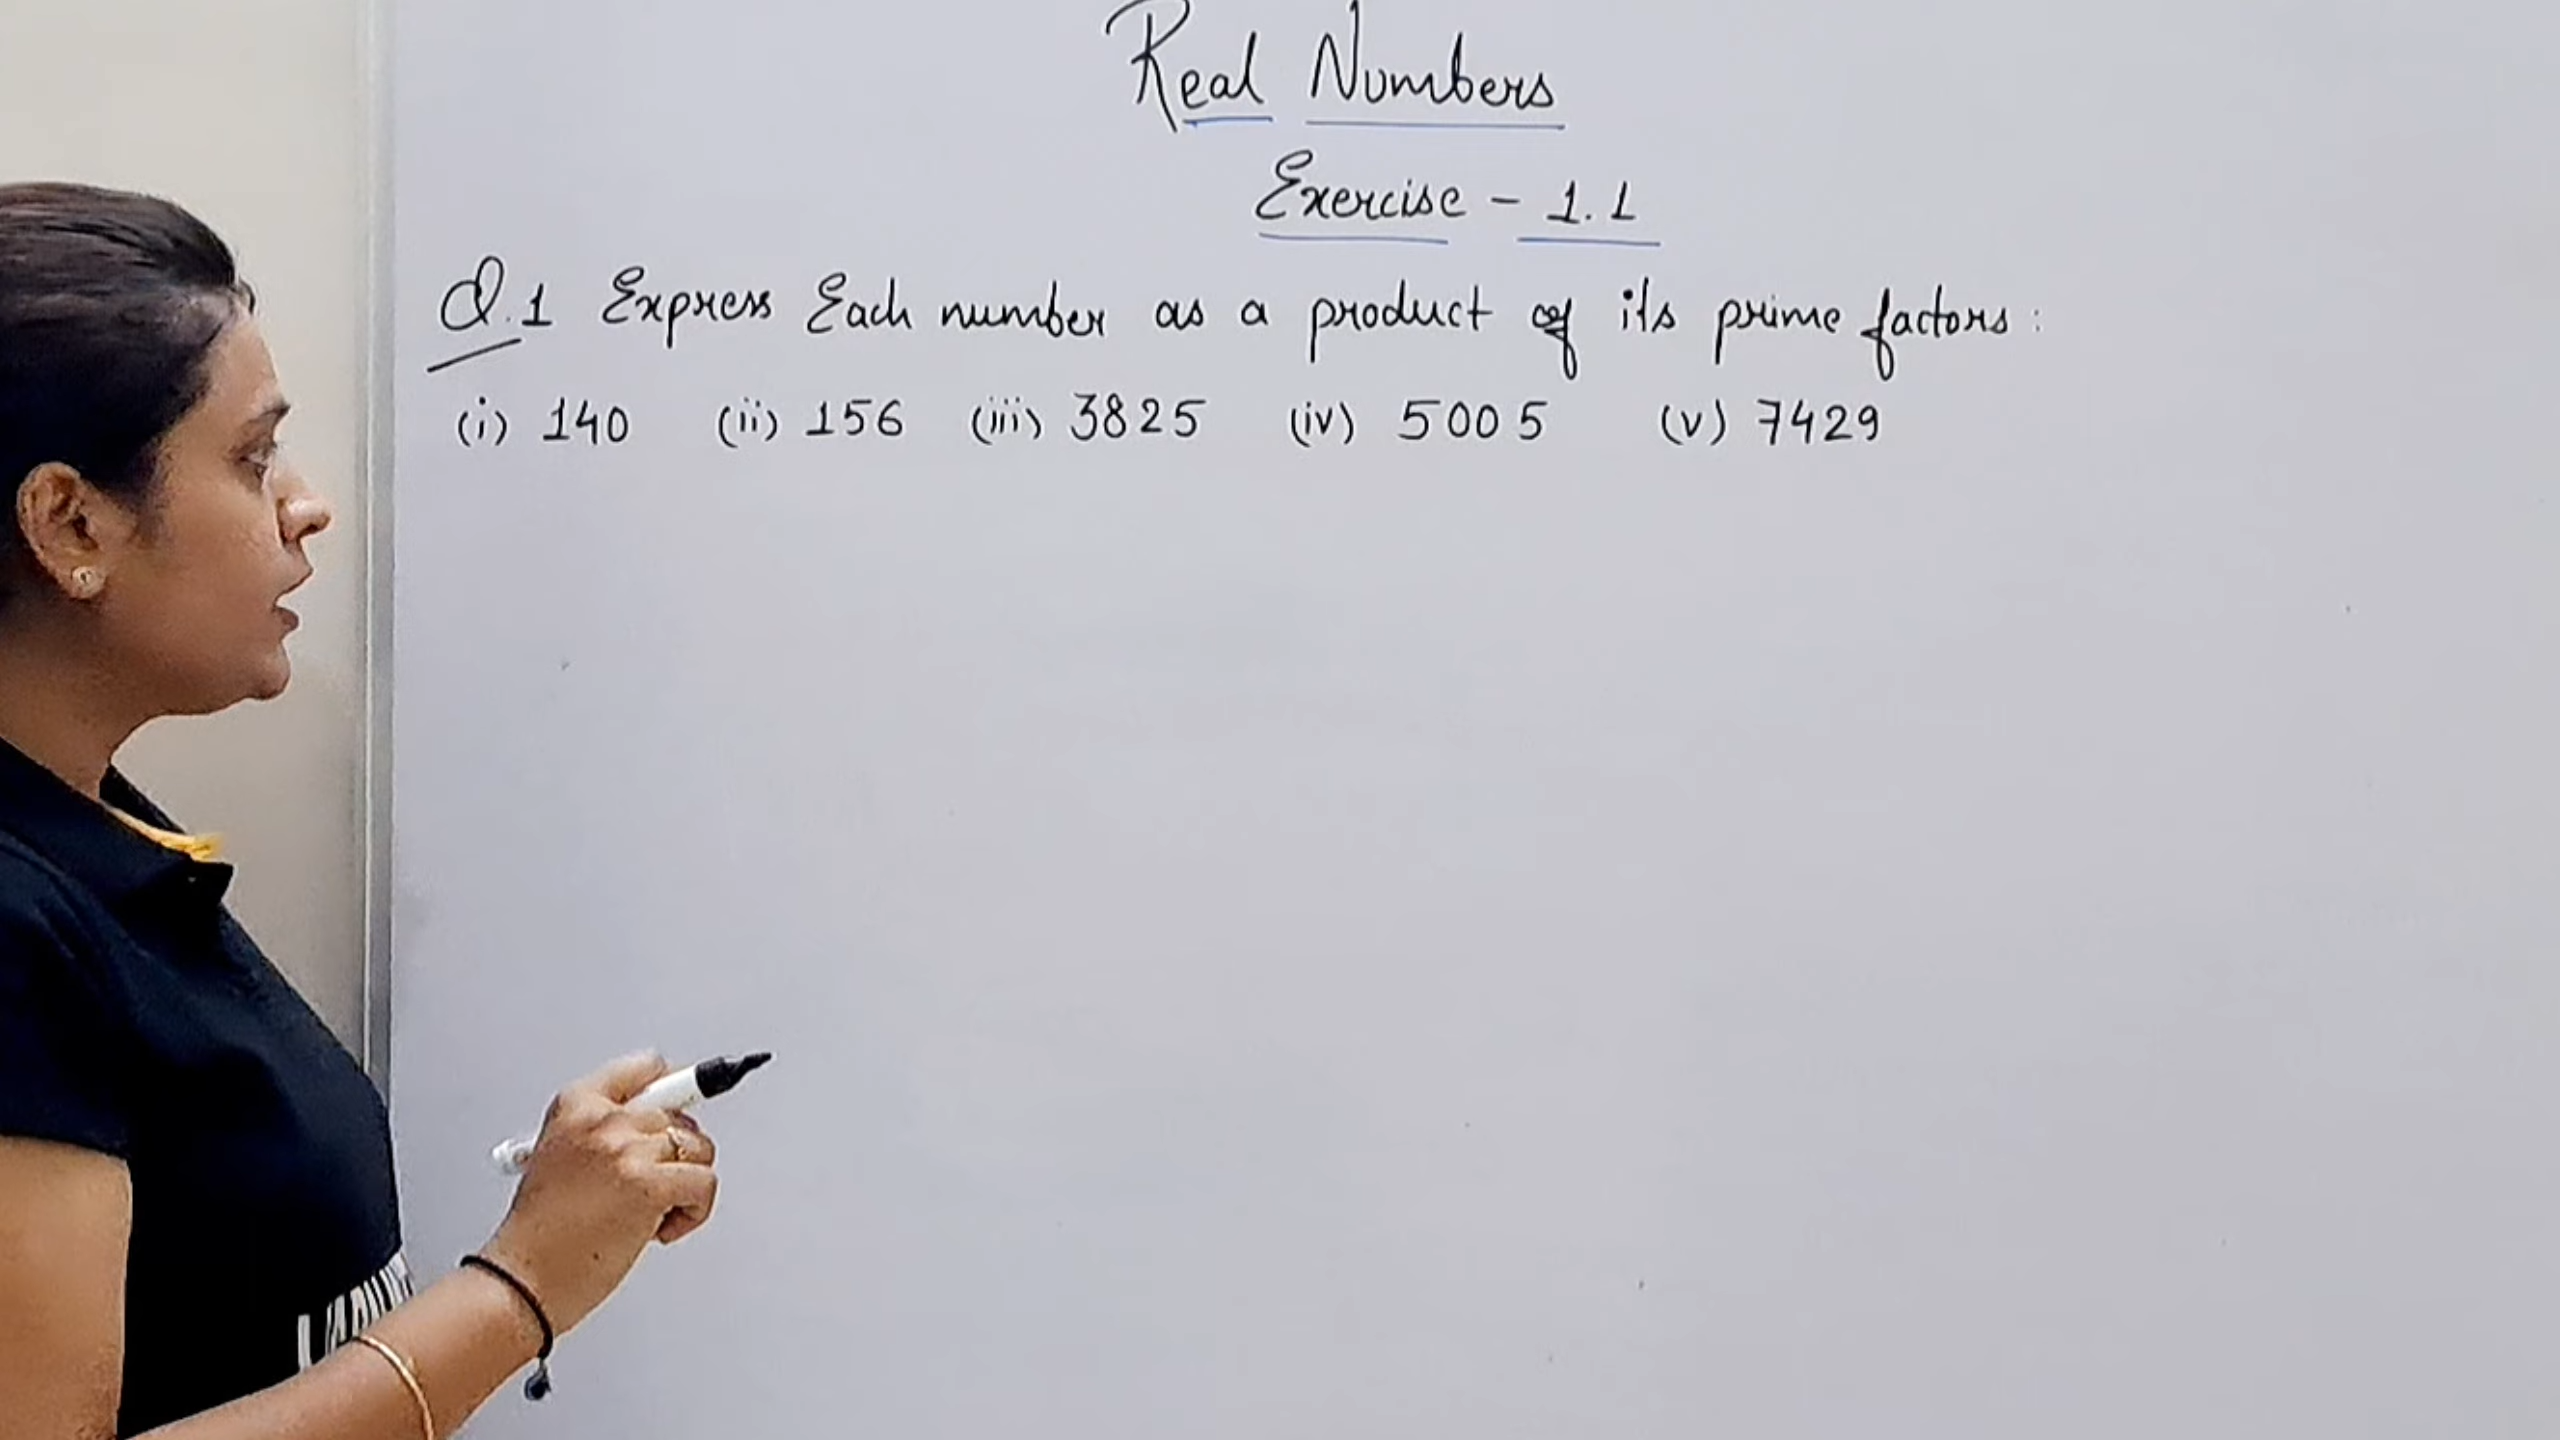 Real Numbers
Exercise - 1.1
Q.1 Express Each number as a product of its prime factors:
(i) 140 (ii) 156 (iii) 3825 (iv) 5005 (v) 7429